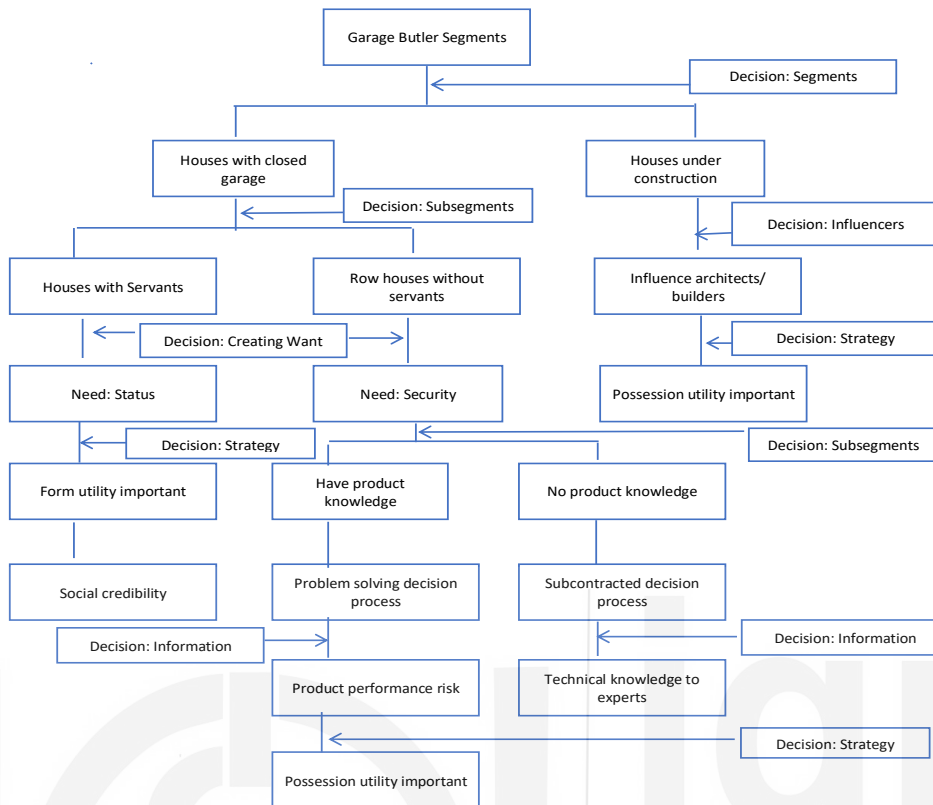 Garage Butler Segments
Decision: Segments
Houses with closed
garage
Houses under
construction
Decision: Subsegments
Decision: Influencers
Houses with Servants
Row houses without
servants
Influence architects/
builders
Decision: Creating Want
Decision: Strategy
Need: Status
Need: Security
Possession utility important
Decision: Strategy
Decision: Subsegments
Form utility important
Have product
knowledge
No product knowledge
Social credibility
Problem solving decision
process
Subcontracted decision
process
Decision: Information
Decision: Information
Product performance risk
Technical knowledge to
experts
Decision: Strategy
Possession utility important